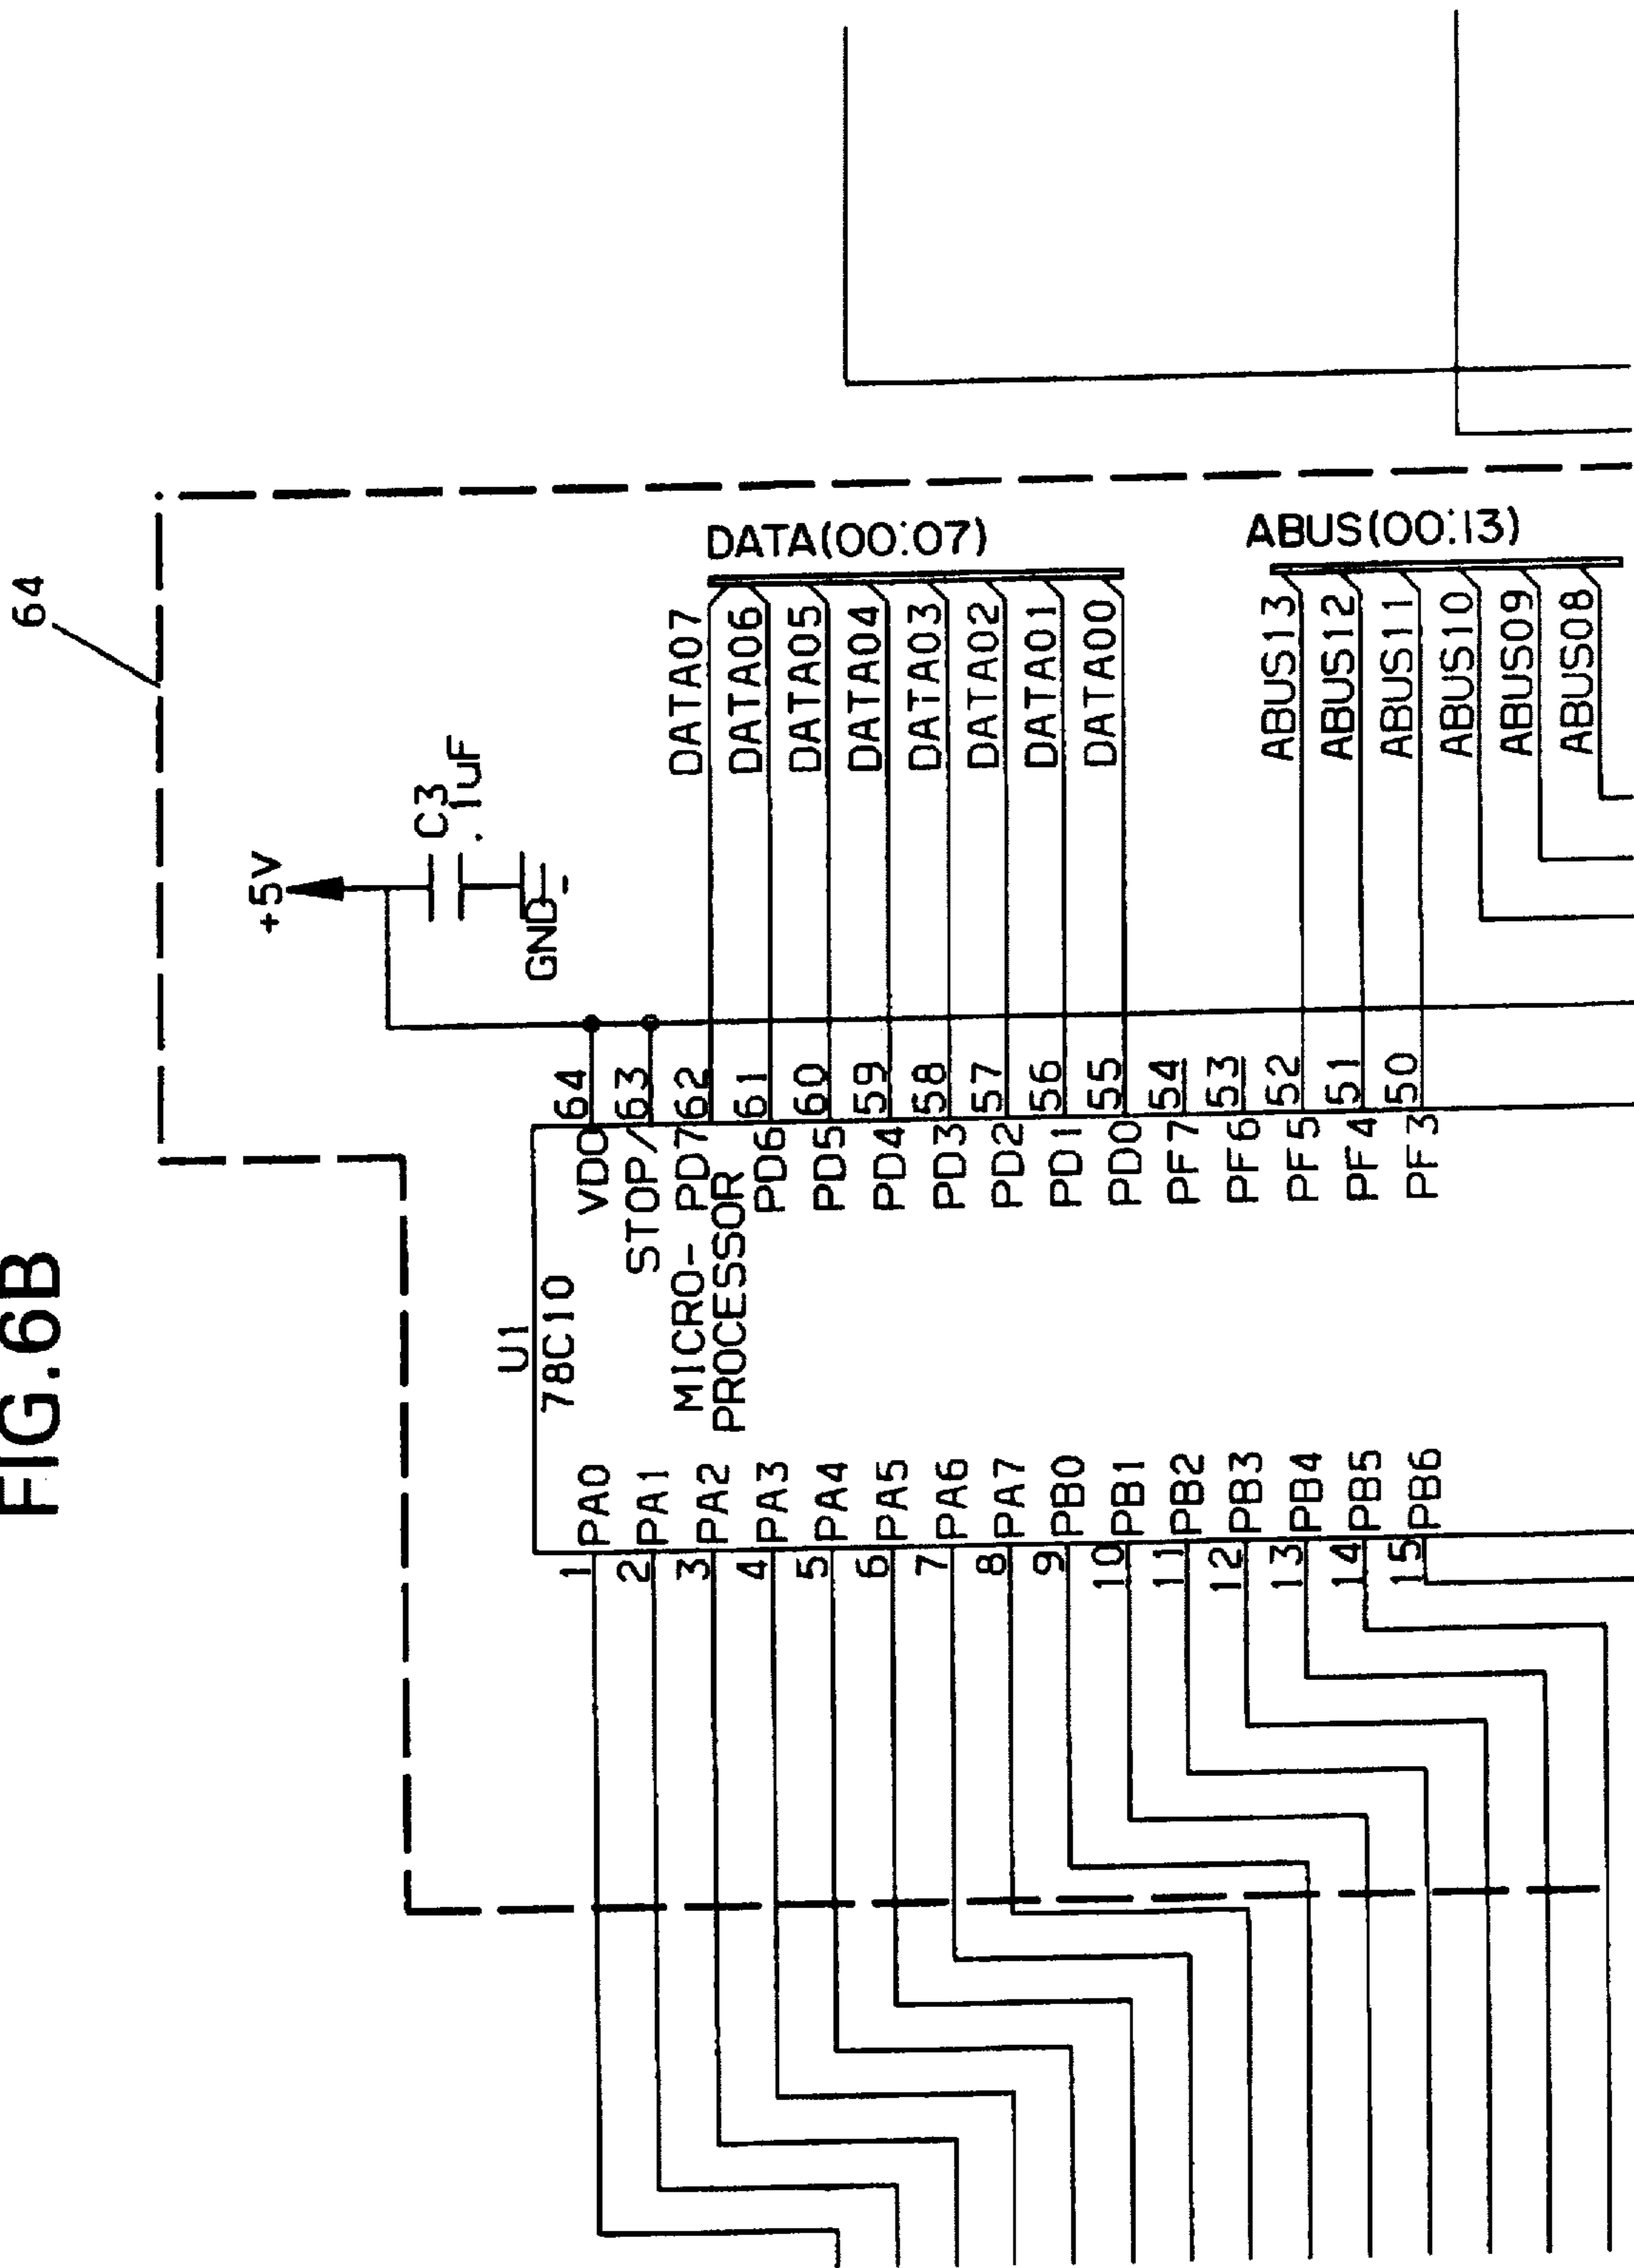 FIG.6B
64
+5V
C3
.1uF
GND
U1
78C10
MICRO-
PROCESSOR
1 PA0
2 PA1
3 PA2
4 PA3
5 PA4
6 PA5
7 PA6
8 PA7
9 PB0
10 PB1
11 PB2
12 PB3
13 PB4
14 PB5
15 PB6
VDD 64
STOP/ 63
PD7 62 DATA07
PD6 61 DATA06
PD5 60 DATA05
PD4 59 DATA04
PD3 58 DATA03
PD2 57 DATA02
PD1 56 DATA01
PD0 55 DATA00
PF7 54
PF6 53
PF5 52 ABUS13
PF4 51 ABUS12
PF3 50 ABUS11
ABUS10
ABUS09
ABUS08
DATA(00:07)
ABUS(00:13)